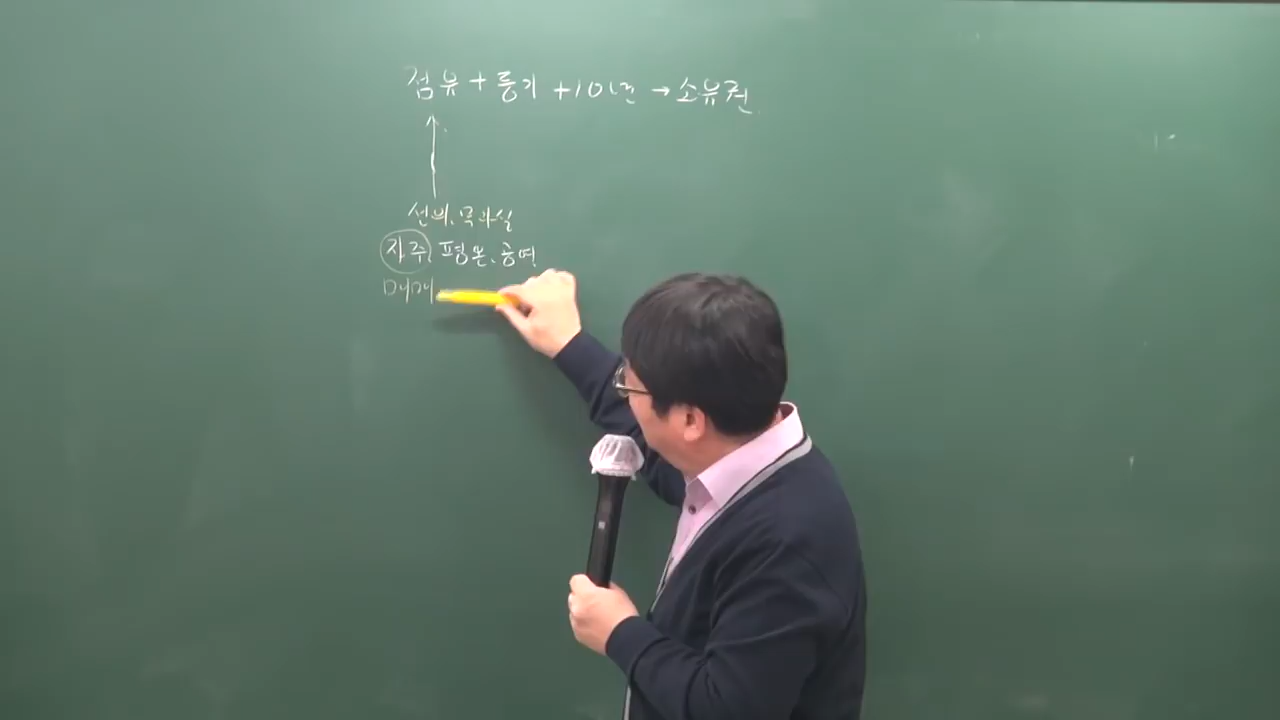 점유 + 등기 + 10년 → 소유권
선의, 무과실
자주, 평온, 공연
매매